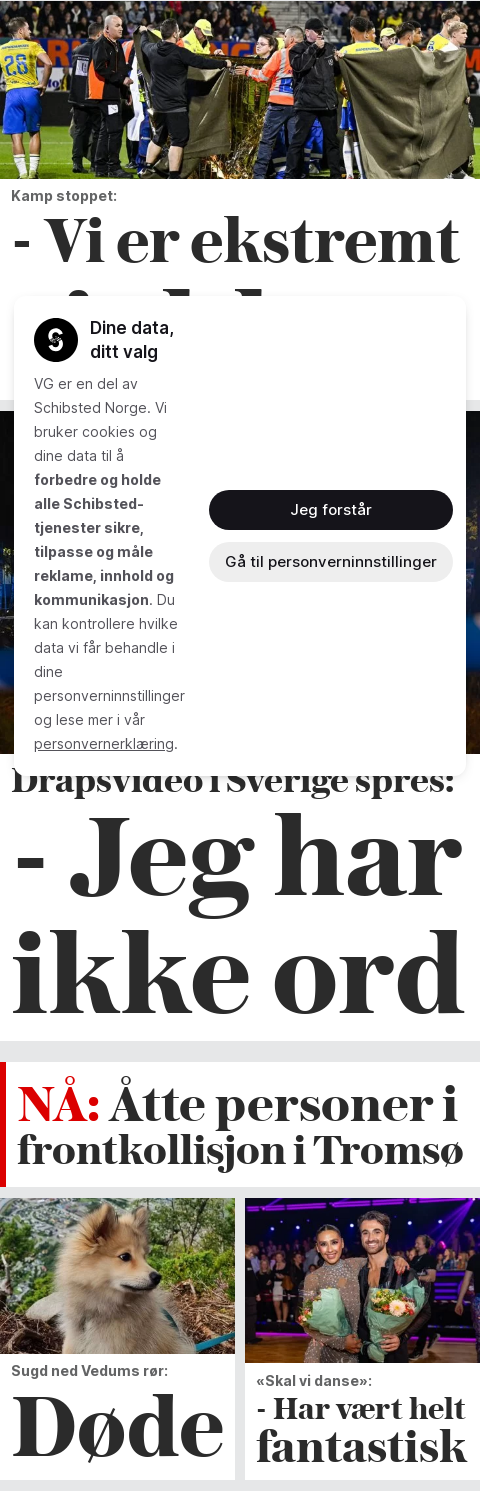 26
Kamp stoppet:
- Vi er ekstremt
Dine data,
ditt valg
VG er en del av
Schibsted Norge. Vi
bruker cookies og
dine data til å
forbedre og holde
alle Schibsted-
tjenester sikre,
tilpasse og måle
reklame, innhold og
kommunikasjon. Du
kan kontrollere hvilke
data vi får behandle i
dine
personverninnstillinger
og lese mer i vår
personvernerklæring.
Jeg forstår
Gå til personverninnstillinger
Drapsvideo i Sverige spres:
- Jeg har
ikke ord
NÅ: Åtte personer i
frontkollisjon i Tromsø
Sugd ned Vedums rør:
Døde
«Skal vi danse»:
- Har vært helt
fantastisk